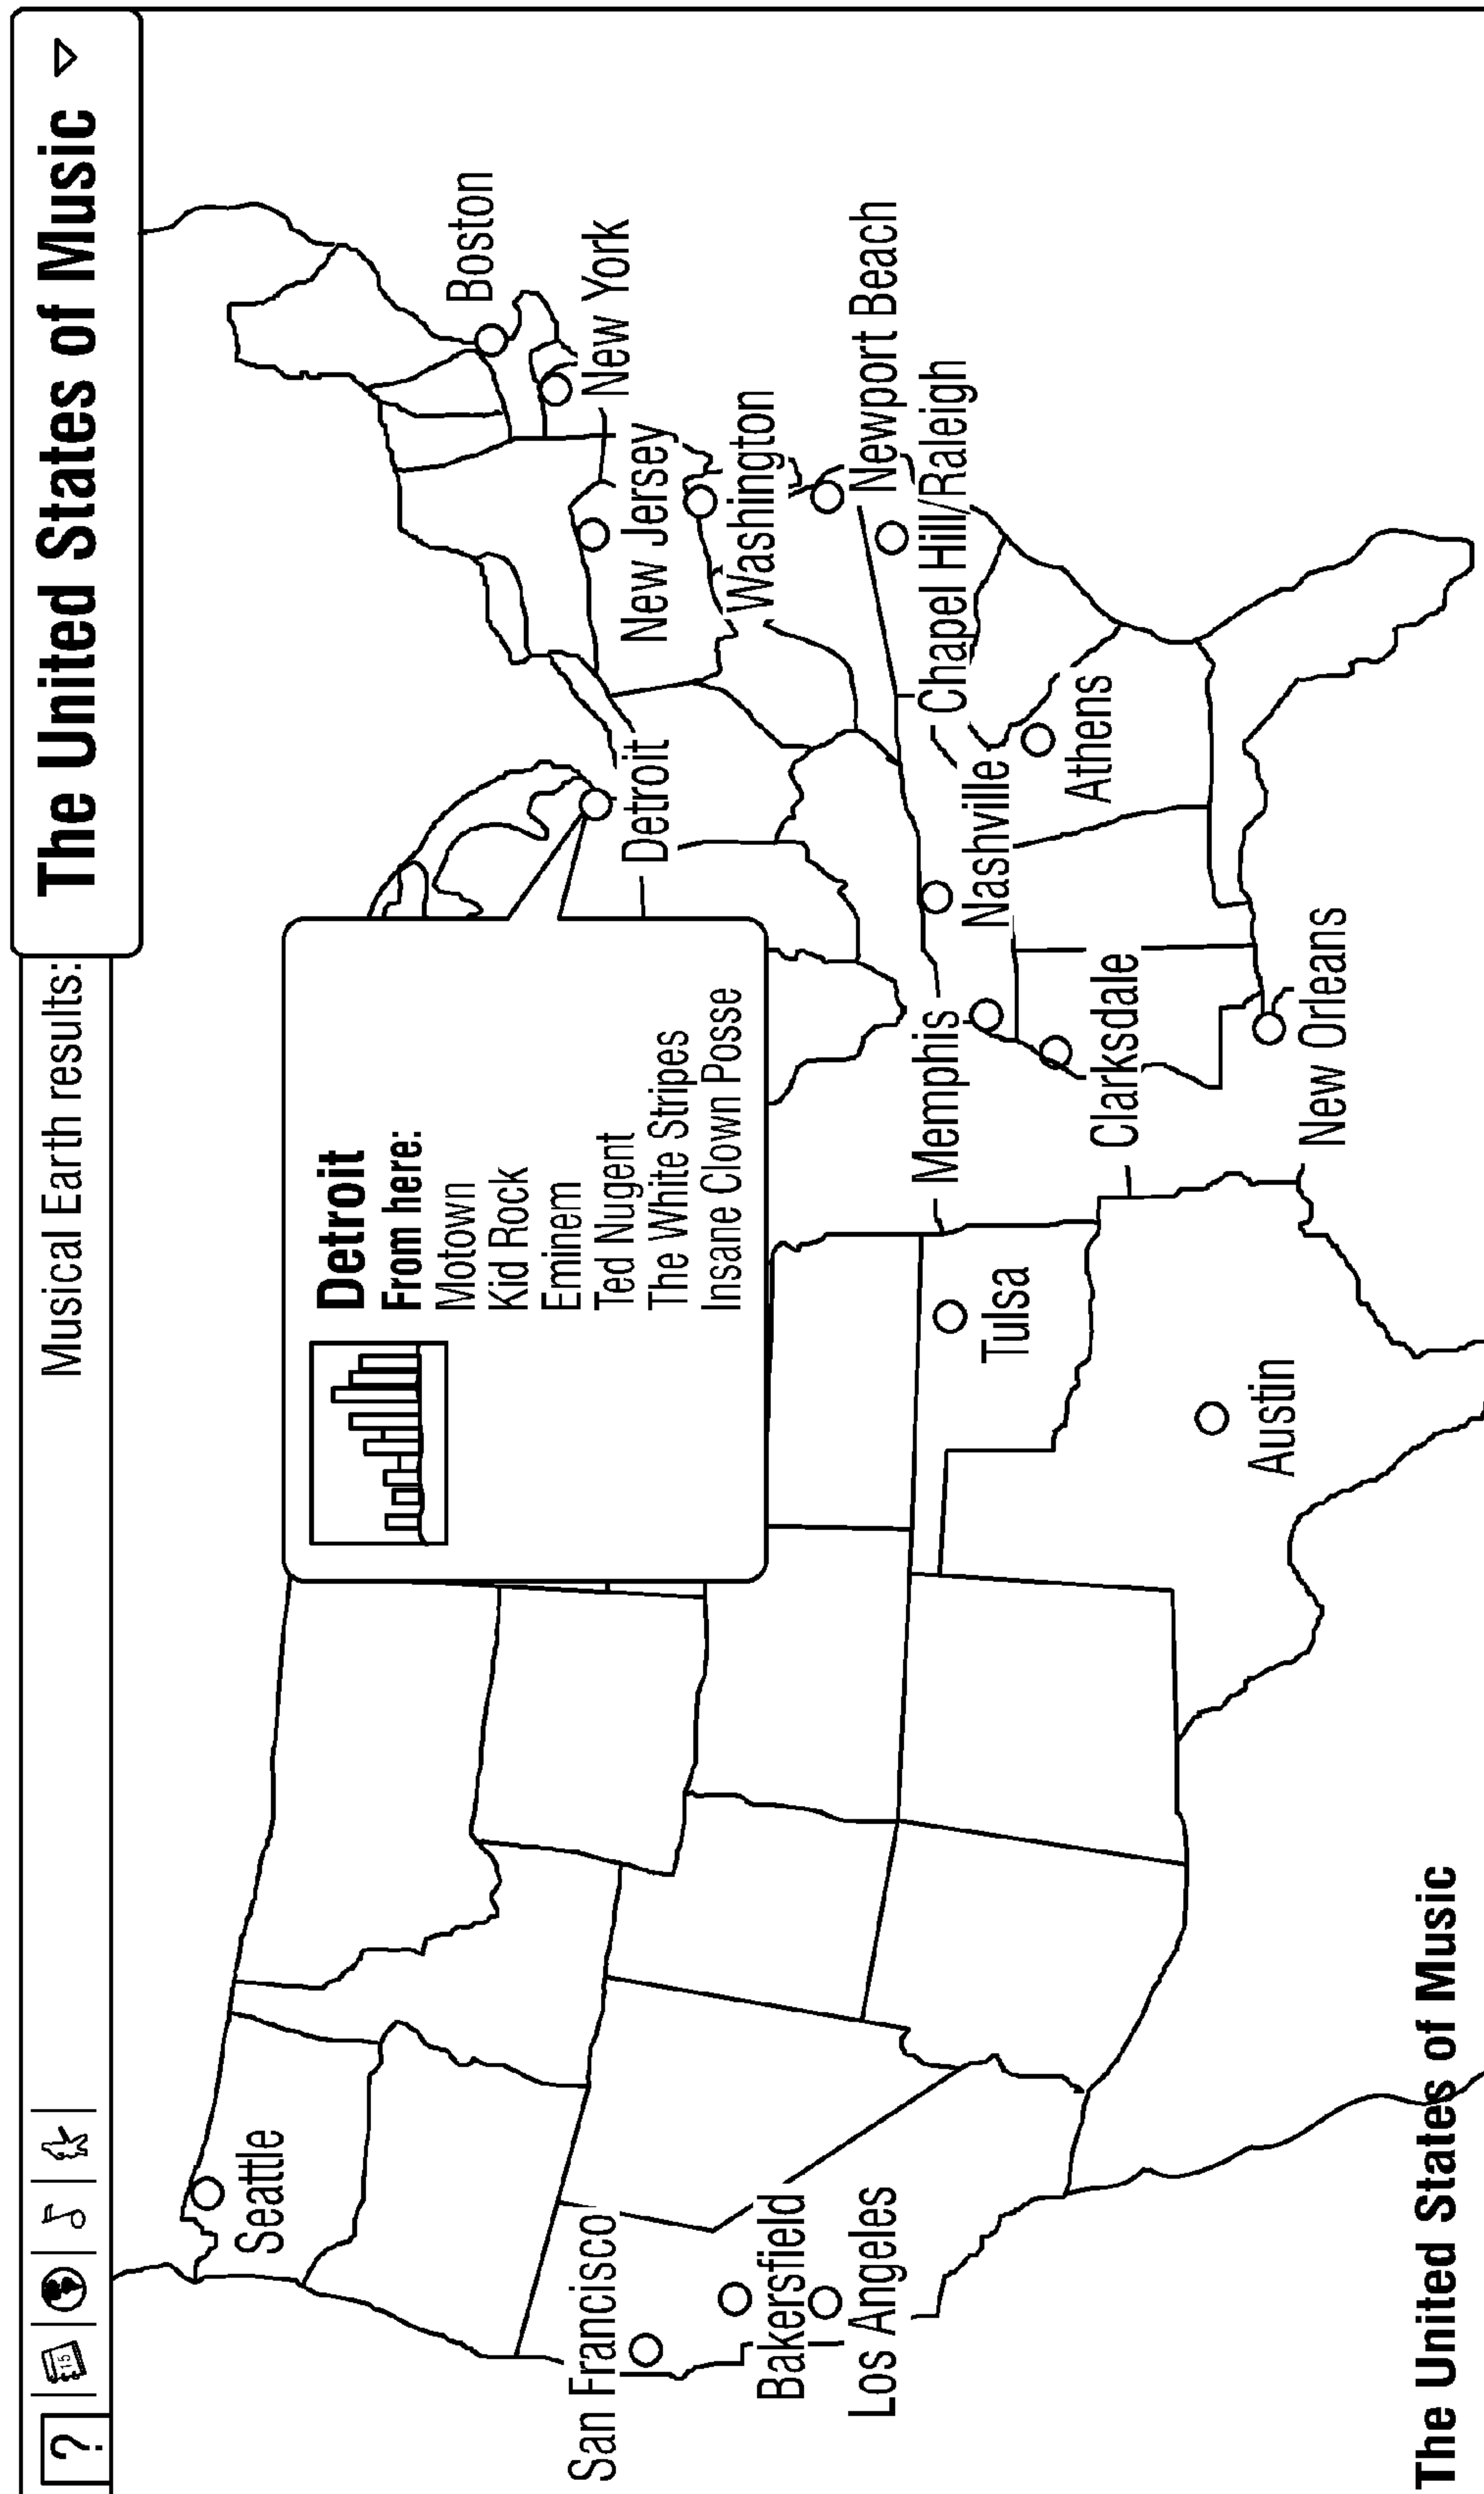 ?
15
Musical Earth results:
The United States of Music
Seattle
San Francisco
Bakersfield
Los Angeles
Detroit
From here:
Motown
Kid Rock
Eminem
Ted Nugent
The White Stripes
Insane Clown Posse
Boston
New York
Detroit
New Jersey
Washington
Newport Beach
Chapel Hill/Raleigh
Memphis
Nashville
Tulsa
Athens
Clarksdale
Austin
New Orleans
The United States of Music